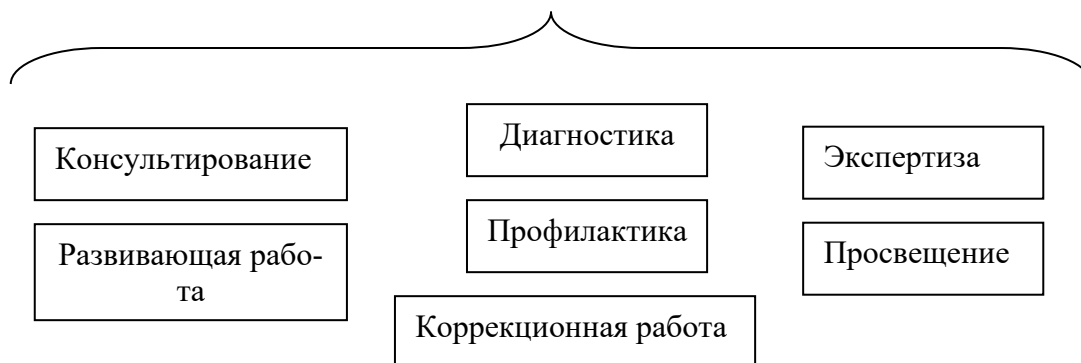 Консультирование
Развивающая рабо-
та
Диагностика
Профилактика
Коррекционная работа
Экспертиза
Просвещение